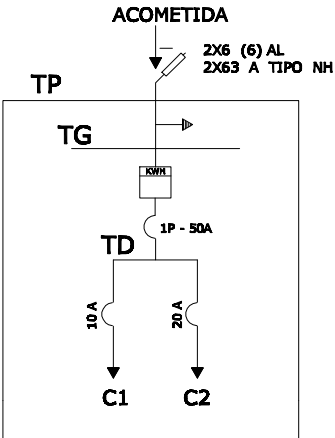 ACOMETIDA
2X6 (6) AL
2X63 A TIPO NH
TP
TG
KWH
1P - 50A
TD
10 A
20 A
C1
C2